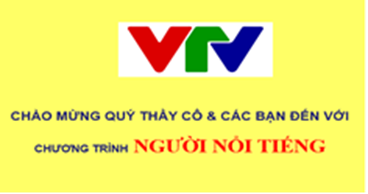 VTV
CHÀO MỪNG QUÝ THẦY CÔ & CÁC BẠN ĐẾN VỚI
CHƯƠNG TRÌNH NGƯỜI NỔI TIẾNG